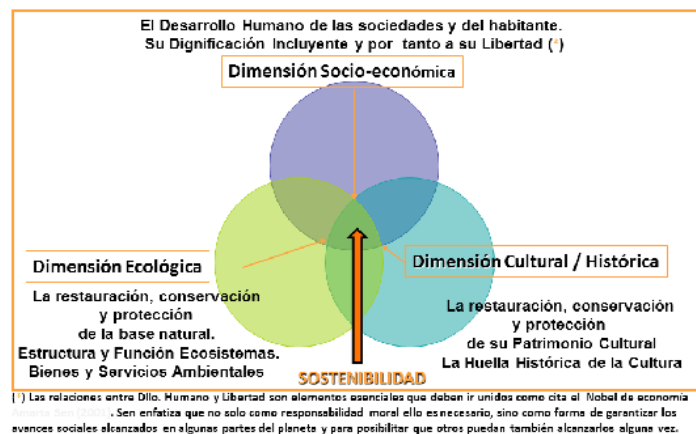 El Desarrollo Humano de las sociedades y del habitante.
Su Dignificación Incluyente y por tanto a su Libertad (*)
Dimensión Socio-económica
Dimensión Ecológica
La restauración, conservación
y protección
de la base natural.
Estructura y Función Ecosistemas.
Bienes y Servicios Ambientales
Dimensión Cultural / Histórica
La restauración, conservación
y protección
de su Patrimonio Cultural
La Huella Histórica de la Cultura
SOSTENIBILIDAD
(*) Las relaciones entre Dllo. Humano y Libertad son elementos esenciales que deben ir unidos como cita el Nobel de economía
. Sen enfatiza que no solo como responsabilidad moral ello es necesario, sino como forma de garantizar los
avances sociales alcanzados en algunas partes del planeta y para posibilitar que otros puedan también alcanzarlos alguna vez.